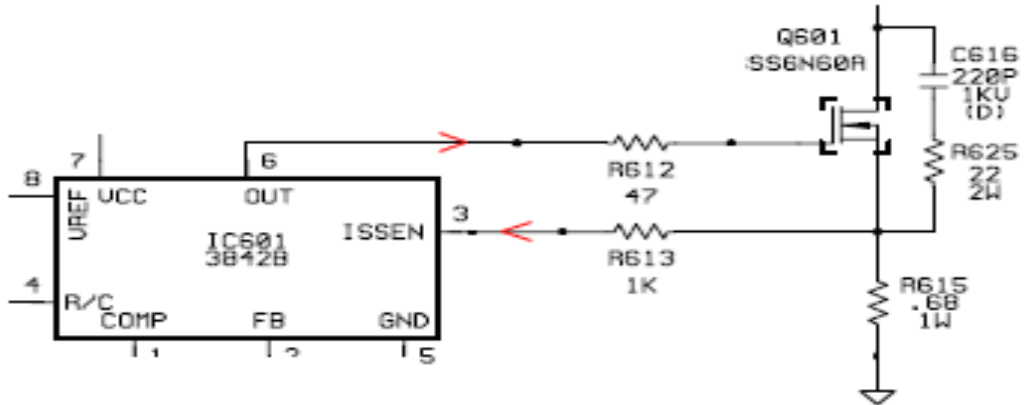 Q601
SS6N60A
C616
220P
1KV
(D)
R625
22
2W
7
6
R612
47
8
VCC
OUT
VREF
3
ISSEN
IC601
3842B
R613
1K
4
R/C
COMP
FB
GND
R615
.68
1W
1
2
5